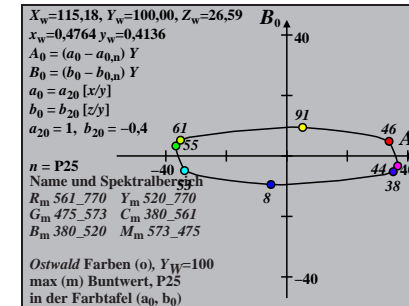 X_w=115,18, Y_w=100,00, Z_w=26,59
x_w=0,4764 y_w=0,4136
A_0 = (a_0 – a_0,n) Y
B_0 = (b_0 – b_0,n) Y
a_0 = a_20 [x/y]
b_0 = b_20 [z/y]
a_20 = 1, b_20 = –0,4
n = P25
Name und Spektralbereich
R_m 561_770 Y_m 520_770
G_m 475_573 C_m 380_561
B_m 380_520 M_m 573_475
Ostwald Farben (o), Y_W=100
max (m) Buntwert, P25
in der Farbtafel (a_0, b_0)
B_0
40
91
61
46
55
A
–40
44
53
38
8
–40